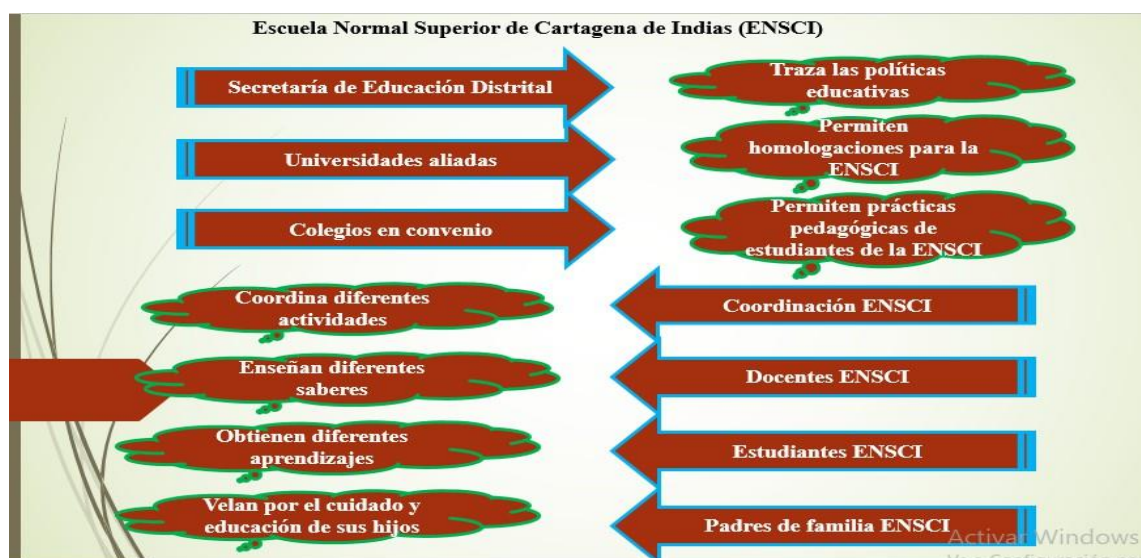 Escuela Normal Superior de Cartagena de Indias (ENSCI)
Secretaría de Educación Distrital
Traza las políticas
educativas
Universidades aliadas
Permiten
homologaciones para la
ENSCI
Colegios en convenio
Permiten prácticas
pedagógicas de
estudiantes de la ENSCI
Coordina diferentes
actividades
Coordinación ENSCI
Enseñan diferentes
saberes
Docentes ENSCI
Obtienen diferentes
aprendizajes
Estudiantes ENSCI
Velan por el cuidado y
educación de sus hijos
Padres de familia ENSCI
Activar Windows